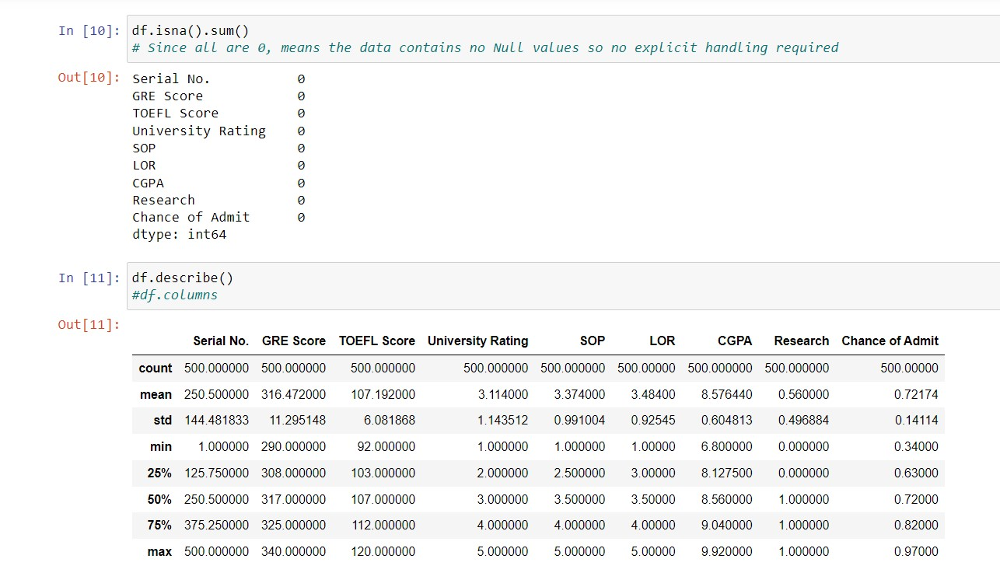 In [10]: df.isna().sum()
# Since all are 0, means the data contains no Null values so no explicit handling required
Out[10]: Serial No. 0
GRE Score 0
TOEFL Score 0
University Rating 0
SOP 0
LOR 0
CGPA 0
Research 0
Chance of Admit 0
dtype: int64
In [11]: df.describe()
#df.columns
Out[11]:
Serial No. GRE Score TOEFL Score University Rating SOP LOR CGPA Research Chance of Admit
count 500.000000 500.000000 500.000000 500.000000 500.000000 500.00000 500.000000 500.000000 500.00000
mean 250.500000 316.472000 107.192000 3.114000 3.374000 3.48400 8.576440 0.560000 0.72174
std 144.481833 11.295148 6.081868 1.143512 0.991004 0.92545 0.604813 0.496884 0.14114
min 1.000000 290.000000 92.000000 1.000000 1.000000 1.00000 6.800000 0.000000 0.34000
25% 125.750000 308.000000 103.000000 2.000000 2.500000 3.00000 8.127500 0.000000 0.63000
50% 250.500000 317.000000 107.000000 3.000000 3.500000 3.50000 8.560000 1.000000 0.72000
75% 375.250000 325.000000 112.000000 4.000000 4.000000 4.00000 9.040000 1.000000 0.82000
max 500.000000 340.000000 120.000000 5.000000 5.000000 5.00000 9.920000 1.000000 0.97000